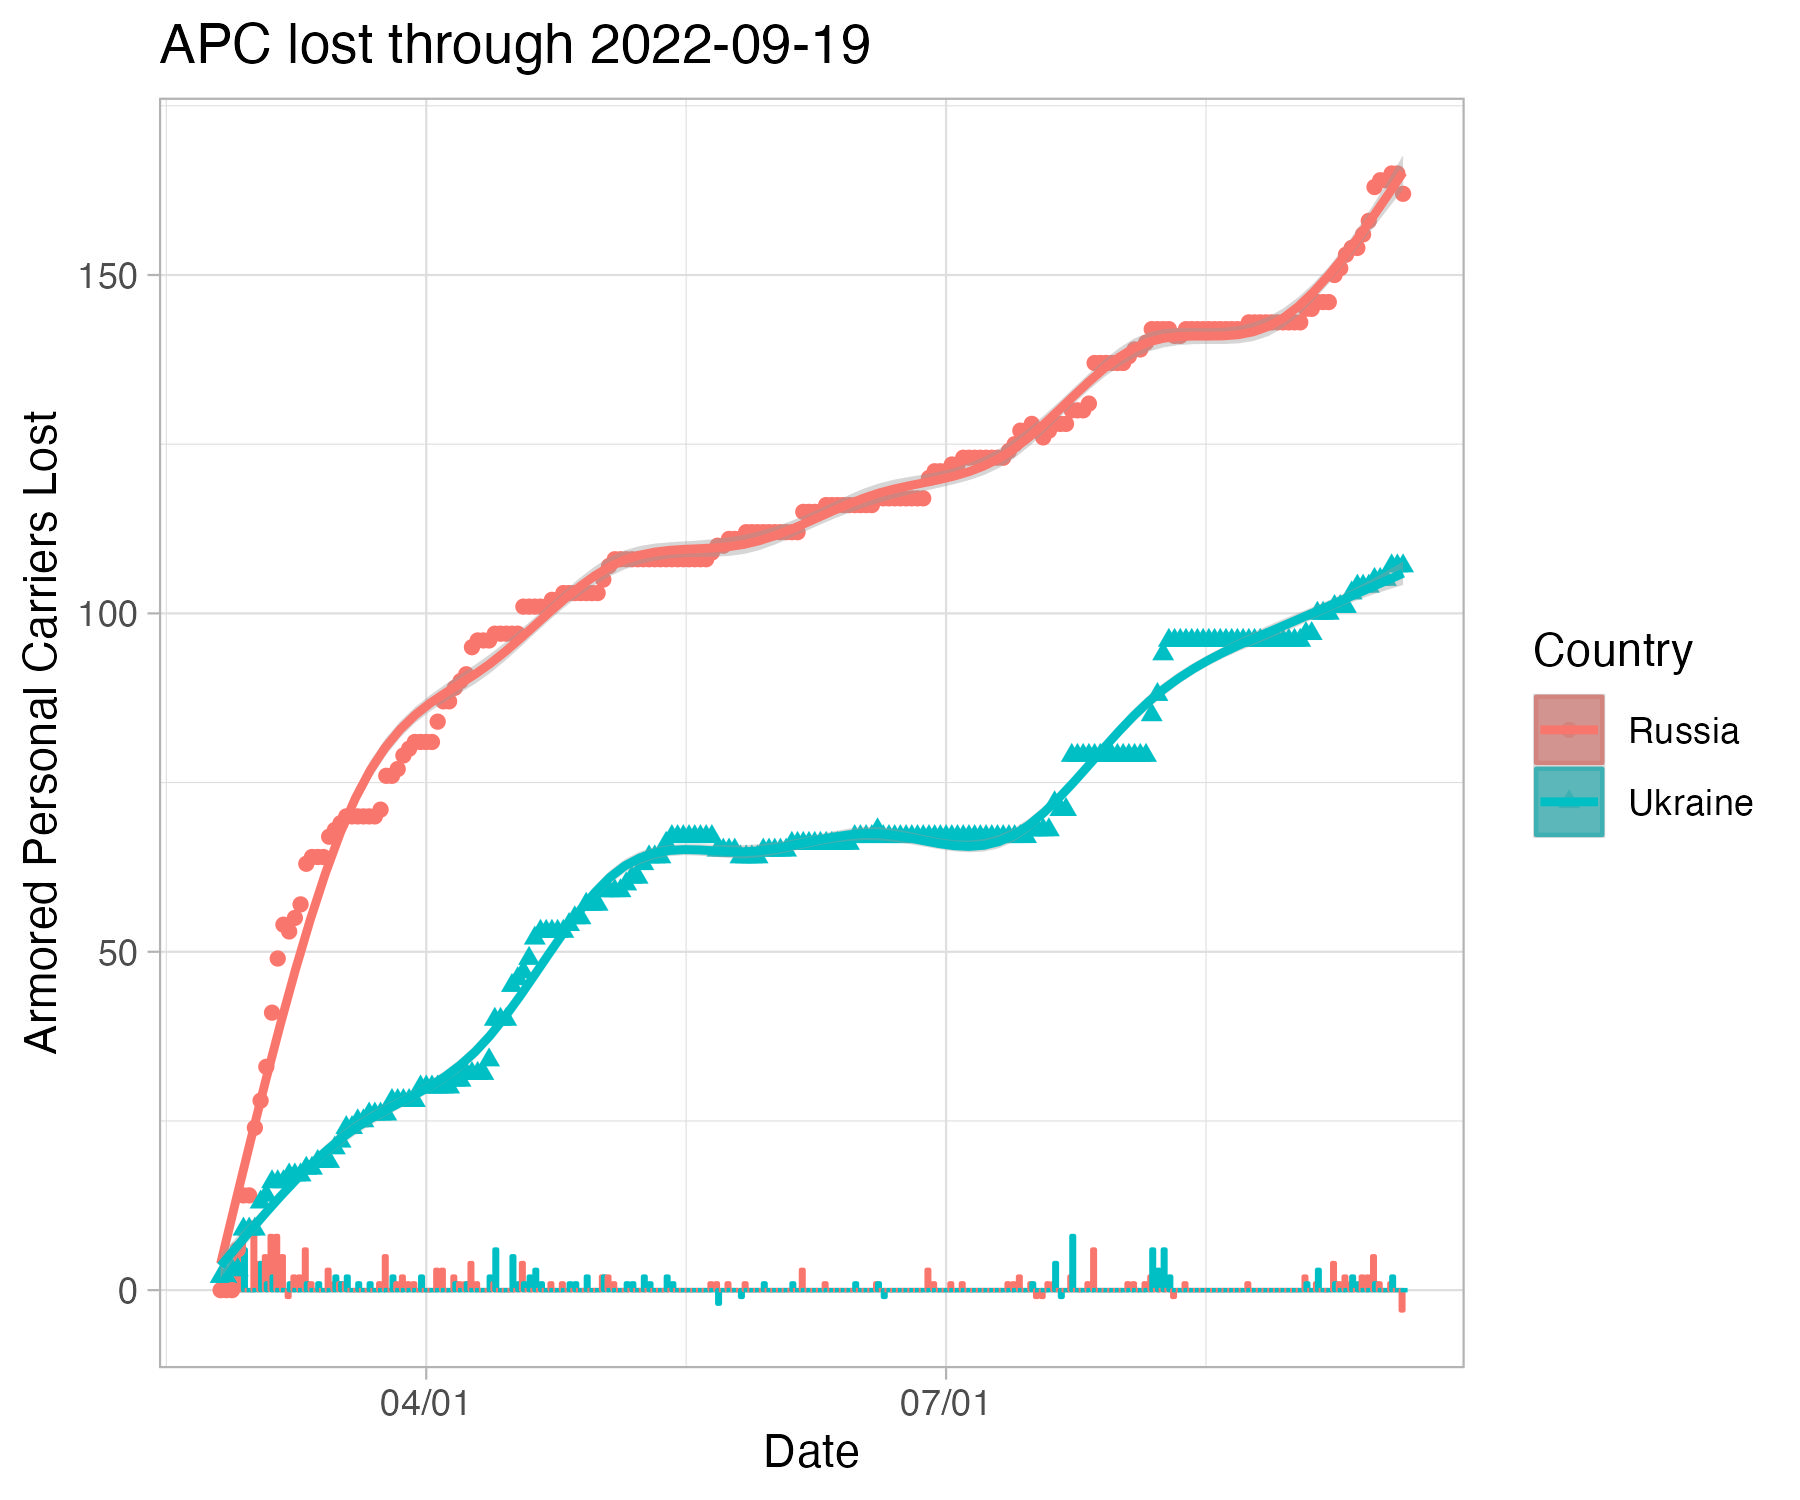 APC lost through 2022-09-19
Armored Personal Carriers Lost
150
100
50
0
04/01
07/01
Date
Country
Russia
Ukraine